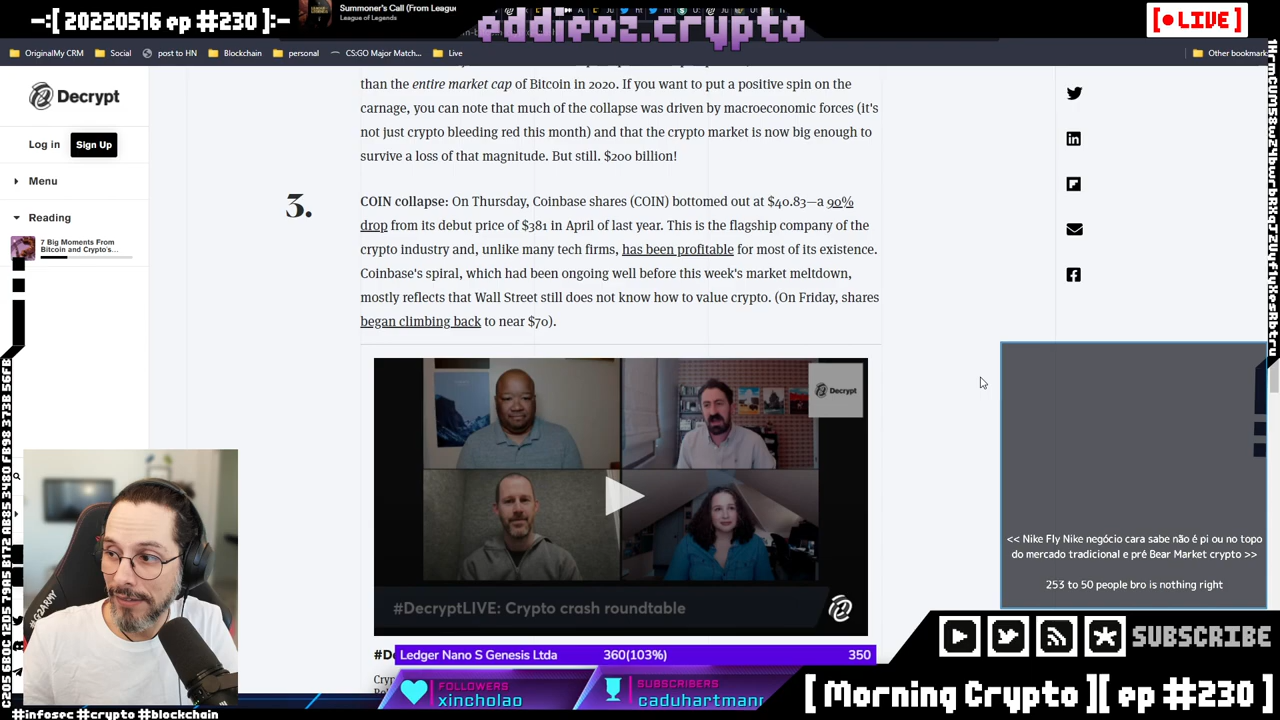 -:[ 20220516 ep #230 ]:-
Summoner's Call (From League
League of Legends
eddieoz.crypto
[● LIVE ]
OriginalMy CRM
Social
post to HN
Blockchain
personal
CS:GO Major Match...
Live
Other bookmark
Decrypt
Log in
Sign Up
Menu
Reading
7 Big Moments From
Bitcoin and Crypto's...
than the entire market cap of Bitcoin in 2020. If you want to put a positive spin on the
carnage, you can note that much of the collapse was driven by macroeconomic forces (it's
not just crypto bleeding red this month) and that the crypto market is now big enough to
survive a loss of that magnitude. But still. $200 billion!
3.
COIN collapse: On Thursday, Coinbase shares (COIN) bottomed out at $40.83—a 90%
drop from its debut price of $381 in April of last year. This is the flagship company of the
crypto industry and, unlike many tech firms, has been profitable for most of its existence.
Coinbase's spiral, which had been ongoing well before this week's market meltdown,
mostly reflects that Wall Street still does not know how to value crypto. (On Friday, shares
began climbing back to near $70).
Decrypt
#DecryptLIVE: Crypto crash roundtable
<< Nike Fly Nike negócio cara sabe não é pi ou no topo
do mercado tradicional e pré Bear Market crypto >>
253 to 50 people bro is nothing right
Ledger Nano S Genesis Ltda 360(103%) 350
FOLLOWERS
xincholao
SUBSCRIBERS
caduhartmann
SUBSCRIBE
[ Morning Crypto ][ ep #230 ]
#infosec #crypto #blockchain